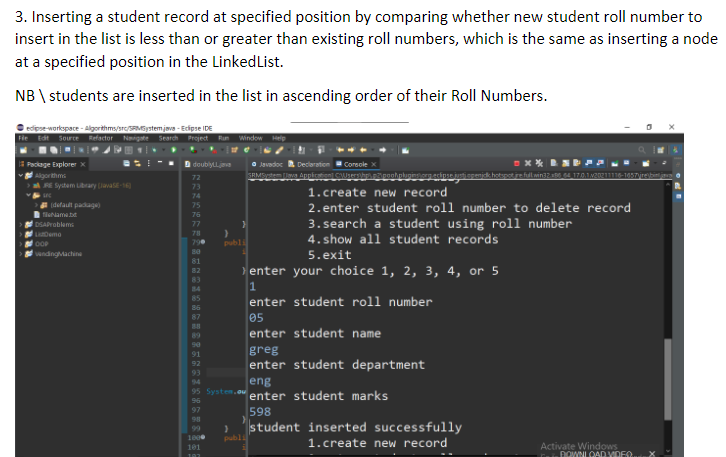 3. Inserting a student record at specified position by comparing whether new student roll number to
insert in the list is less than or greater than existing roll numbers, which is the same as inserting a node
at a specified position in the LinkedList.
NB \ students are inserted in the list in ascending order of their Roll Numbers.
eclipse-workspace - Algorithms/src/SRMSystem.java - Eclipse IDE
File Edit Source Refactor Navigate Search Project Run Window Help
Package Explorer
Algorithms
JRE System Library [JavaSE-16]
src
(default package)
fileName.txt
DSAProblems
ListDemo
OOP
VendingMachine
doublyLL.java
72
73
74
75
76
77 }
78 }
79 publi
80
81
82 }
83
84
85
86
87
88
89
90
91
92
93
94
95 System.ou
96
97
98 }
99 }
100 publi
101
Javadoc Declaration Console
1.create new record
2.enter student roll number to delete record
3.search a student using roll number
4.show all student records
5.exit
enter your choice 1, 2, 3, 4, or 5
1
enter student roll number
05
enter student name
greg
enter student department
eng
enter student marks
598
student inserted successfully
1.create new record
Activate Windows
DOWNLOAD VIDEO